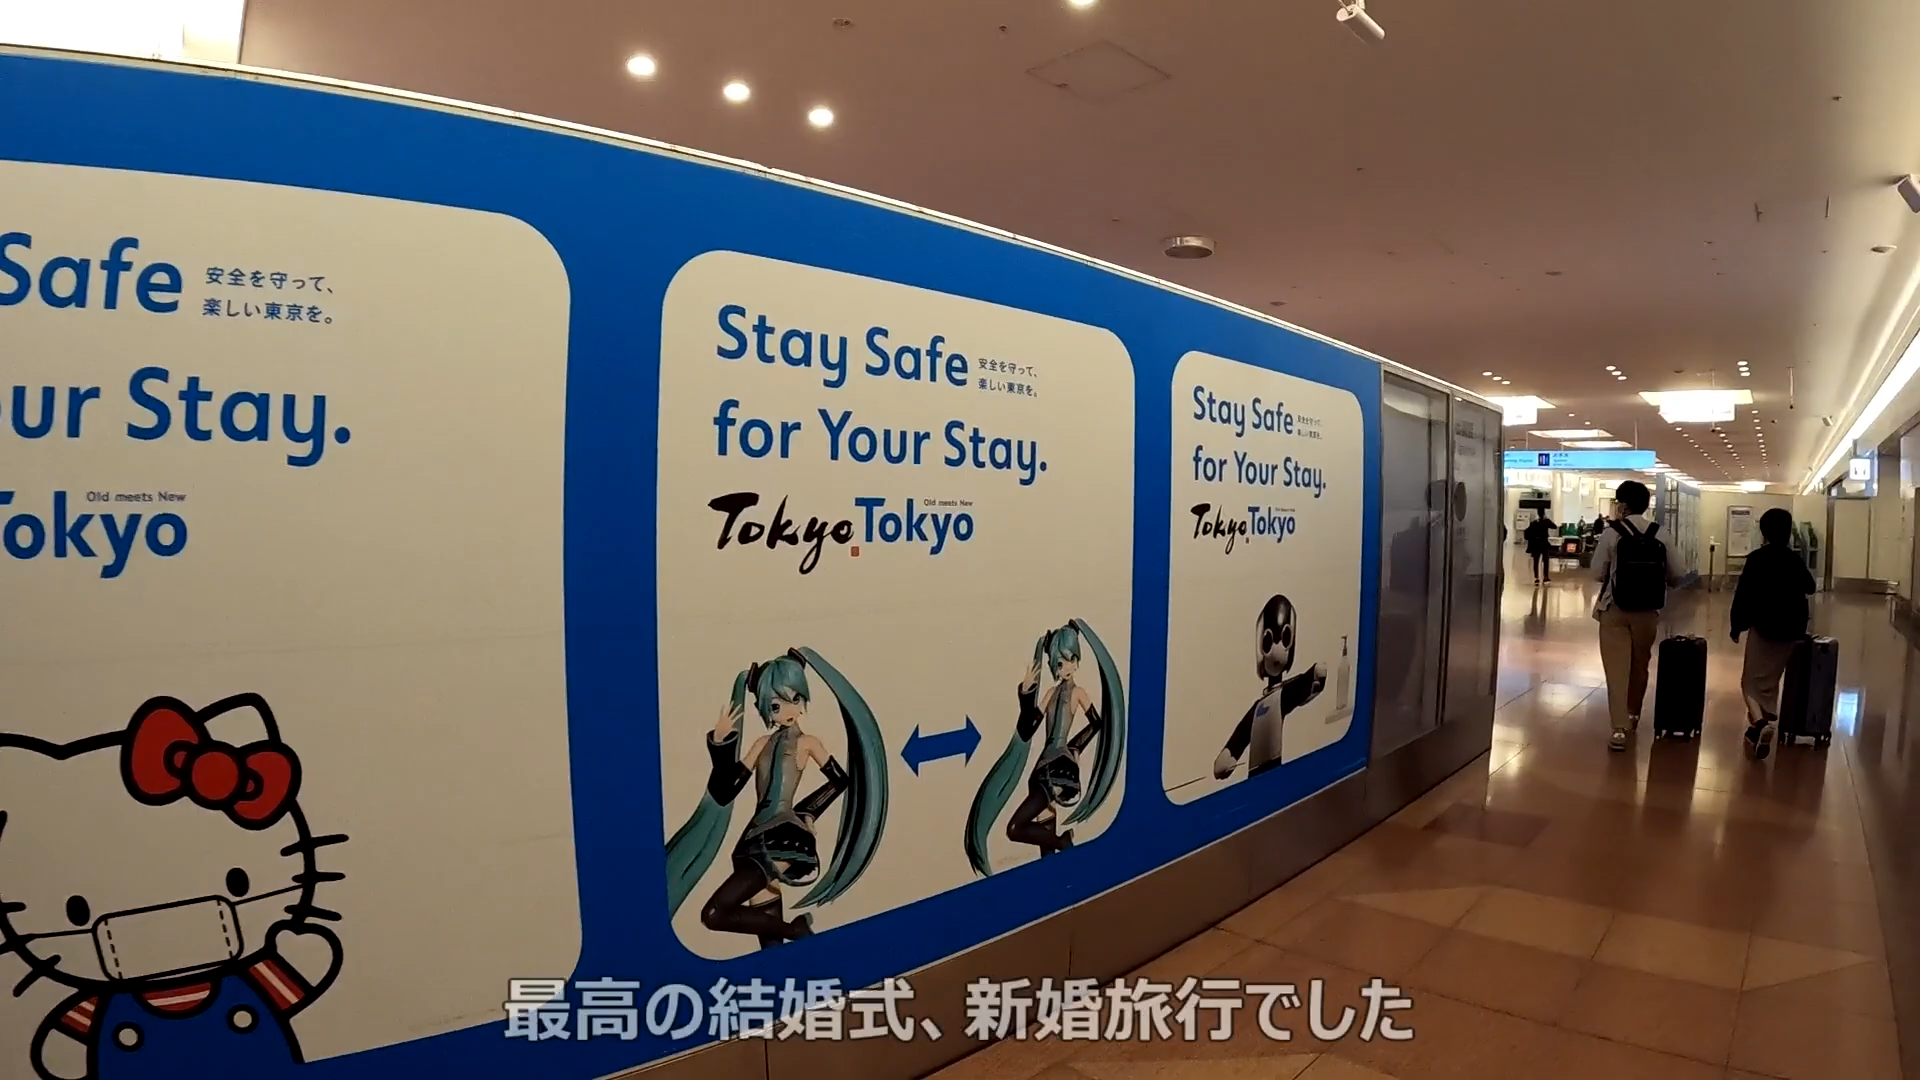 Safe 安全を守って、
楽しい東京を。
our Stay.
Old meets New
Tokyo
Stay Safe 安全を守って、
楽しい東京を。
for Your Stay.
Old meets New
Tokyo Tokyo
Stay Safe
for Your Stay.
Tokyo Tokyo
最高の結婚式、新婚旅行でした